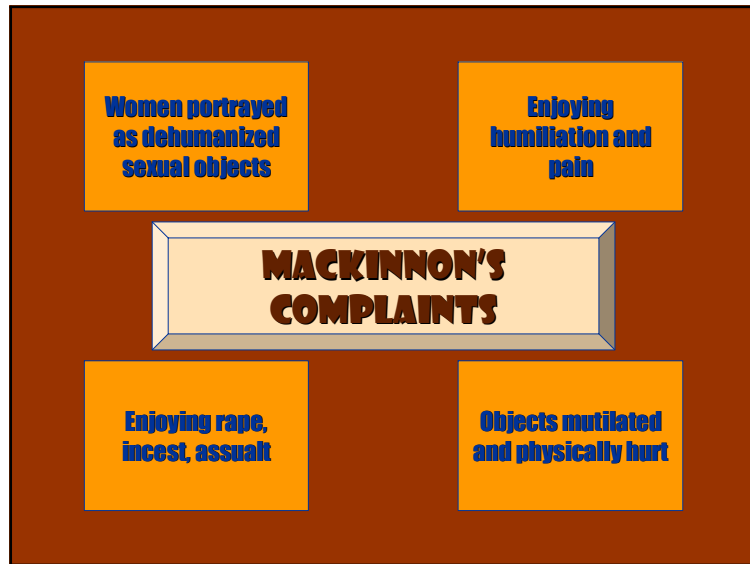 Women portrayed
as dehumanized
sexual objects
Enjoying
humiliation and
pain
MACKINNON'S
COMPLAINTS
Enjoying rape,
incest, assualt
Objects mutilated
and physically hurt